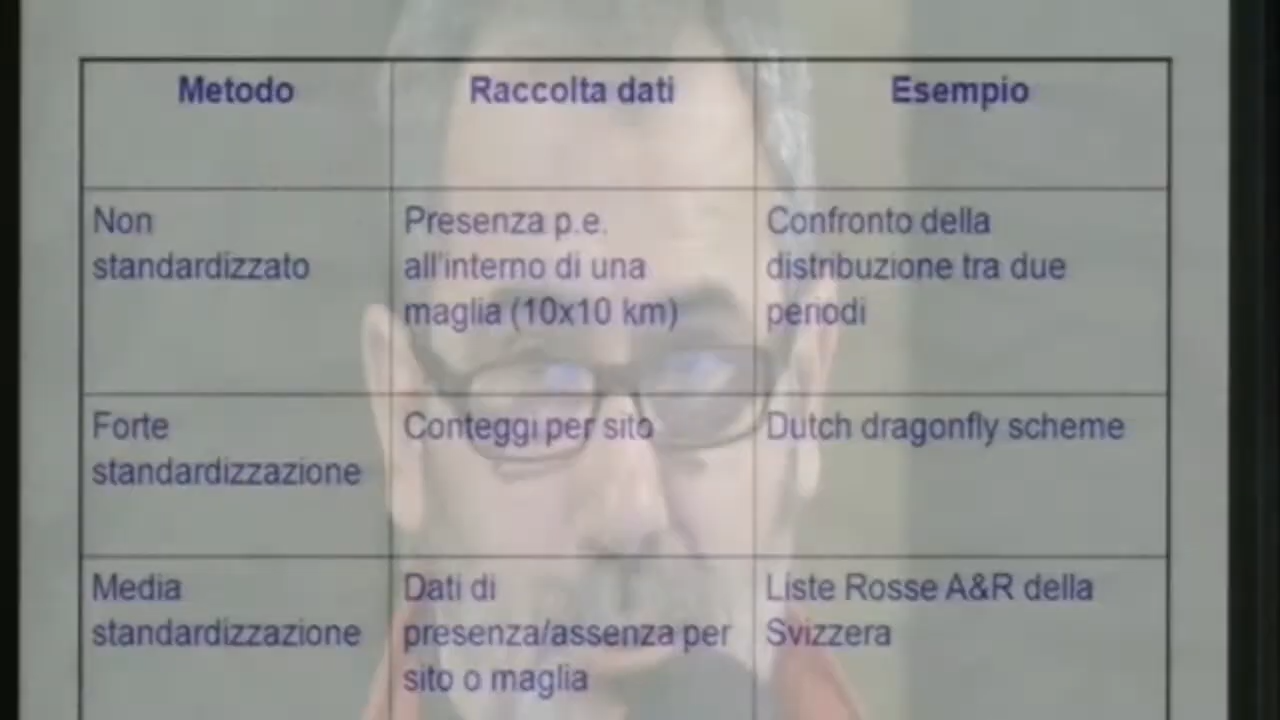 Metodo Raccolta dati Esempio
Non
standardizzato
Presenza p.e.
all'interno di una
maglia (10x10 km)
Confronto della
distribuzione tra due
periodi
Forte
standardizzazione
Conteggi per sito
Dutch dragonfly scheme
Media
standardizzazione
Dati di
presenza/assenza per
sito o maglia
Liste Rosse A&R della
Svizzera